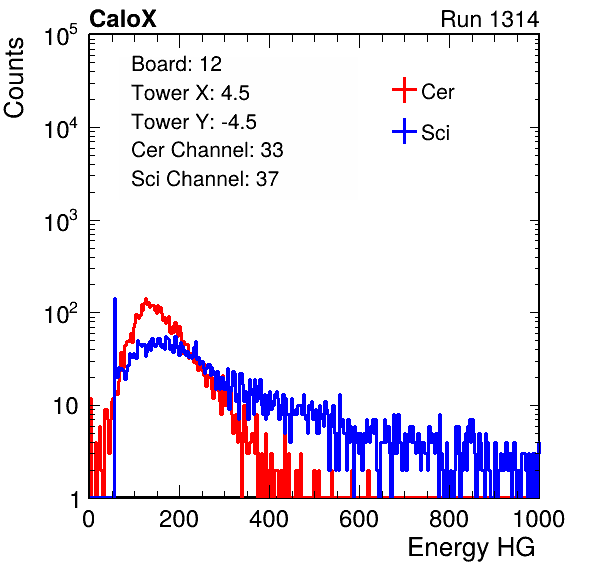 CaloX Run 1314
Counts
10^5
10^4
10^3
10^2
10
1
Board: 12
Tower X: 4.5
Tower Y: -4.5
Cer Channel: 33
Sci Channel: 37
Cer
Sci
0 200 400 600 800 1000
Energy HG